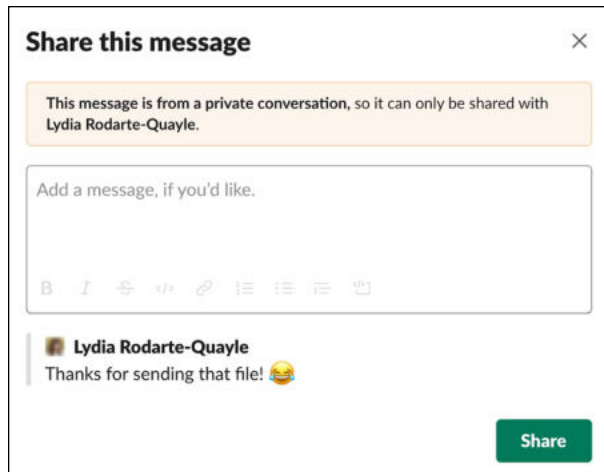 Share this message
This message is from a private conversation, so it can only be shared with
Lydia Rodarte-Quayle.
Add a message, if you'd like.
Lydia Rodarte-Quayle
Thanks for sending that file! 😂
Share